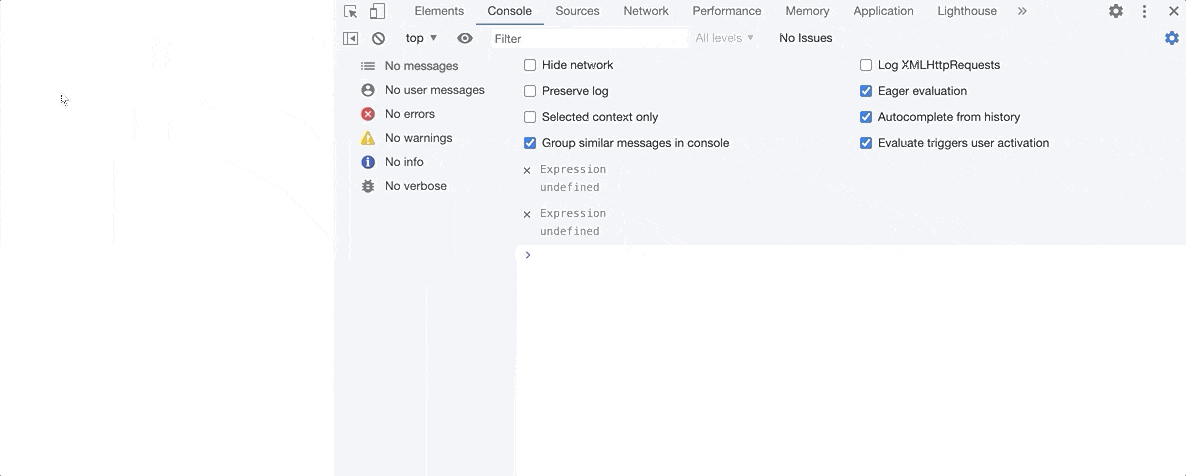 Elements Console Sources Network Performance Memory Application Lighthouse »
top ▼ Filter All levels ▼ No Issues
No messages
No user messages
No errors
No warnings
No info
No verbose
Hide network
Preserve log
Selected context only
Group similar messages in console
Log XMLHttpRequests
Eager evaluation
Autocomplete from history
Evaluate triggers user activation
× Expression
undefined
× Expression
undefined
>